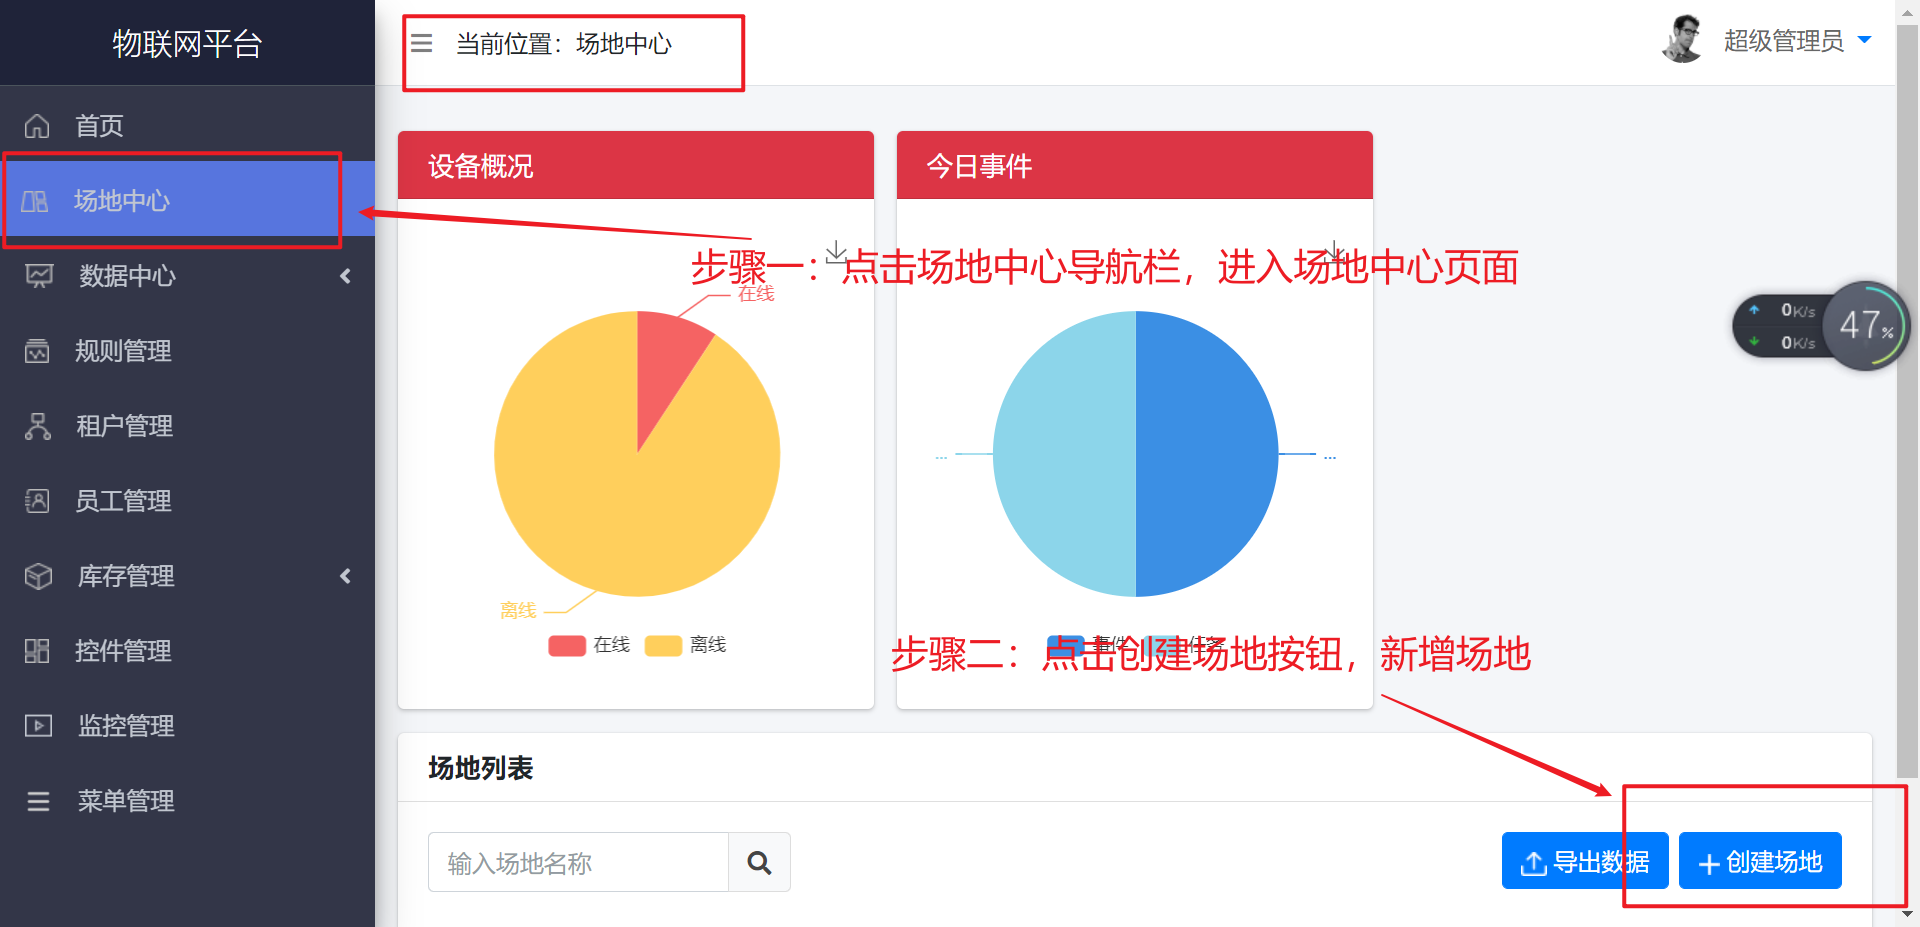 物联网平台
首页
场地中心
数据中心
规则管理
租户管理
员工管理
库存管理
控件管理
监控管理
菜单管理
当前位置：场地中心
超级管理员
设备概况
今日事件
步骤一：点击场地中心导航栏，进入场地中心页面
在线
离线
在线 离线
...
...
事件 任务
步骤二：点击创建场地按钮，新增场地
0K/s
0K/s
47%
场地列表
输入场地名称
导出数据
创建场地